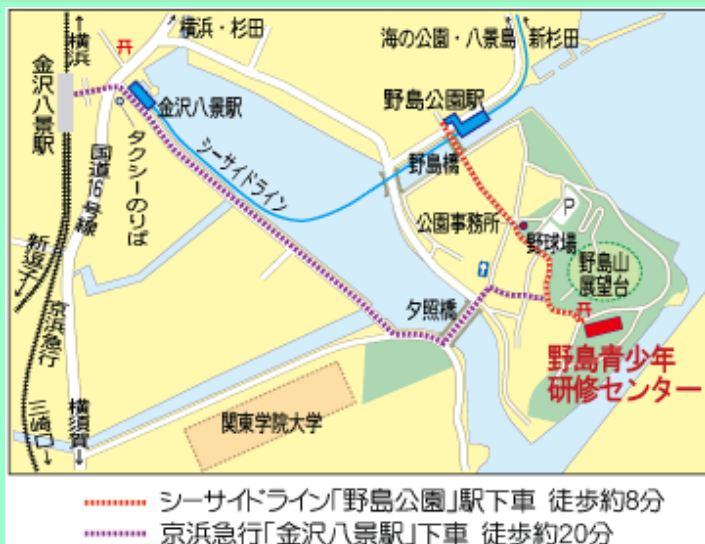 ←横浜
横浜・杉田
海の公園・八景島
新杉田
金沢八景駅
金沢八景駅
野島公園駅
タクシーのりば
国道16号線
シーサイドライン
野島橋
公園事務所
P
野球場
野島山
展望台
新逗子→
京浜急行
夕照橋
野島青少年
研修センター
三崎口→
横須賀→
関東学院大学
シーサイドライン「野島公園」駅下車 徒歩約8分
京浜急行「金沢八景駅」下車 徒歩約20分